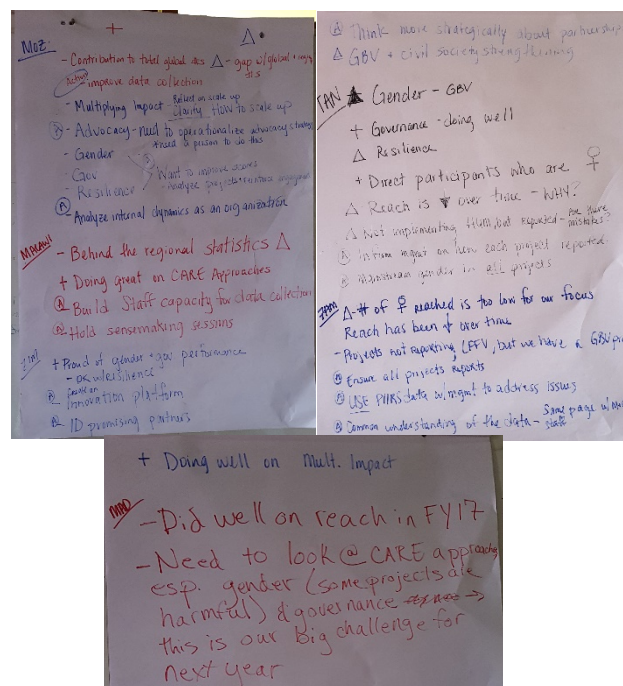 MOZ
+ Δ
- Contribution to total global
Δ - gap w/global +
Action - improve data collection
- Multiplying Impact - Reflect on scale up
clarity - How to scale up
Ⓐ - Advocacy - need to operationalize advocacy strategy
+ need a person to do this
- Gender
- Gov
- Resilience
Want to improve scores
- Analyze projects + reinforce
Ⓐ - Analyze internal dynamics as an organization
MALAWI
- Behind the regional statistics Δ
+ Doing great on CARE Approaches
Ⓐ Build Staff capacity for data collection
Ⓐ Hold sensemaking sessions
ZIM
+ Proud of gender + gov performance
- OK w/resilience
Ⓐ innovation platform
Ⓐ ID promising partners
Ⓐ Think more strategically about partnership
Δ GBV + civil society strengthening
TAN
Δ Gender - GBV
+ Governance - doing well
Δ Resilience
+ Direct participants who are ♀
Δ Reach is ↓ over time - WHY?
Δ Not implementing HUM, but reported - Are there
mistakes?
Ⓐ report on how each project reported
Ⓐ gender in all projects
ZAM
Δ - # of ♀ reached is too low for our focus
Reach has been ↓ over time
- Projects not reporting LFFV, but we have a GBV
Ⓐ Ensure all projects reports
Ⓐ USE PIIRS data w/mgmt to address issues
Ⓐ Common understanding of the data - Same page w/
staff
+ Doing well on Mult. Impact
MAD
- Did well on reach in FY17
- Need to look @ CARE approaches
esp. gender (some projects are
harmful) & governance →
this is our Big challenge for
next year